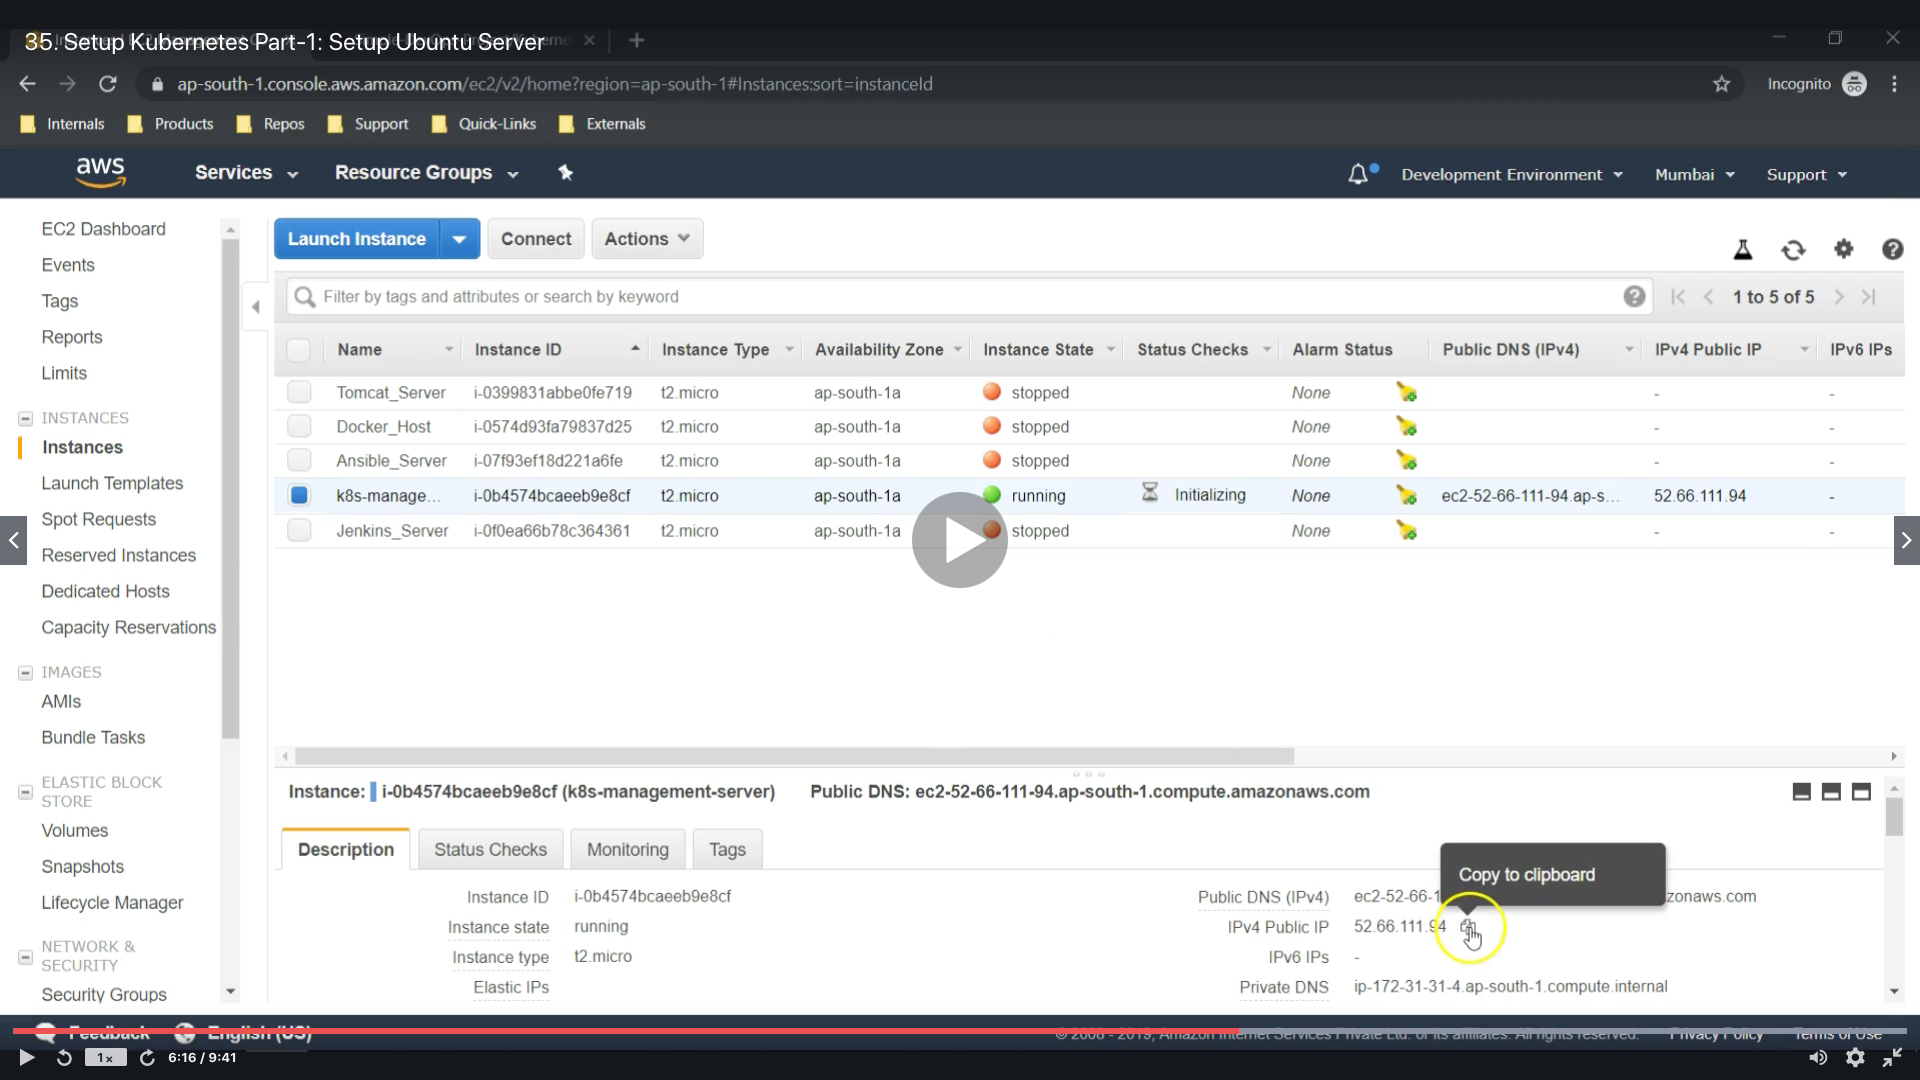 35. Setup Kubernetes Part-1: Setup Ubuntu Server
ap-south-1.console.aws.amazon.com/ec2/v2/home?region=ap-south-1#Instances:sort=instanceId
Incognito
Internals Products Repos Support Quick-Links Externals
aws Services Resource Groups Development Environment Mumbai Support
EC2 Dashboard
Events
Tags
Reports
Limits
INSTANCES
Instances
Launch Templates
Spot Requests
Reserved Instances
Dedicated Hosts
Capacity Reservations
IMAGES
AMIs
Bundle Tasks
ELASTIC BLOCK
STORE
Volumes
Snapshots
Lifecycle Manager
NETWORK &
SECURITY
Security Groups
Launch Instance Connect Actions
Filter by tags and attributes or search by keyword
1 to 5 of 5
Name Instance ID Instance Type Availability Zone Instance State Status Checks Alarm Status Public DNS (IPv4) IPv4 Public IP IPv6 IPs
Tomcat_Server i-0399831abbe0fe719 t2.micro ap-south-1a stopped None - -
Docker_Host i-0574d93fa79837d25 t2.micro ap-south-1a stopped None - -
Ansible_Server i-07f93ef18d221a6fe t2.micro ap-south-1a stopped None - -
k8s-manage... i-0b4574bcaeeb9e8cf t2.micro ap-south-1a running Initializing None ec2-52-66-111-94.ap-s... 52.66.111.94 -
Jenkins_Server i-0f0ea66b78c364361 t2.micro ap-south-1a stopped None - -
Instance: i-0b4574bcaeeb9e8cf (k8s-management-server) Public DNS: ec2-52-66-111-94.ap-south-1.compute.amazonaws.com
Description Status Checks Monitoring Tags
Copy to clipboard
Instance ID i-0b4574bcaeeb9e8cf Public DNS (IPv4) ec2-52-66-1 zonaws.com
Instance state running IPv4 Public IP 52.66.111.94
Instance type t2.micro IPv6 IPs -
Elastic IPs Private DNS ip-172-31-31-4.ap-south-1.compute.internal
Feedback English (US) © 2008 - 2019, Amazon Internet Services Private Ltd. or its affiliates. All rights reserved. Privacy Policy Terms of Use
1x 6:16 / 9:41